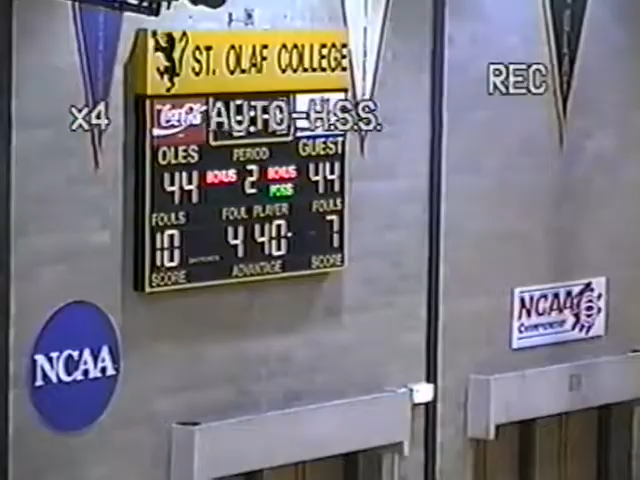 ST. OLAF COLLEGE
x4
REC
Coca-Cola
AUTO-H.S.S.
OLES
PERIOD
GUEST
44 BONUS 2 BONUS 44
POSS
FOULS
FOUL PLAYER
FOULS
10 4 40 7
SCORE
ADVANTAGE
SCORE
NCAA
NCAA
CHAMPIONSHIP